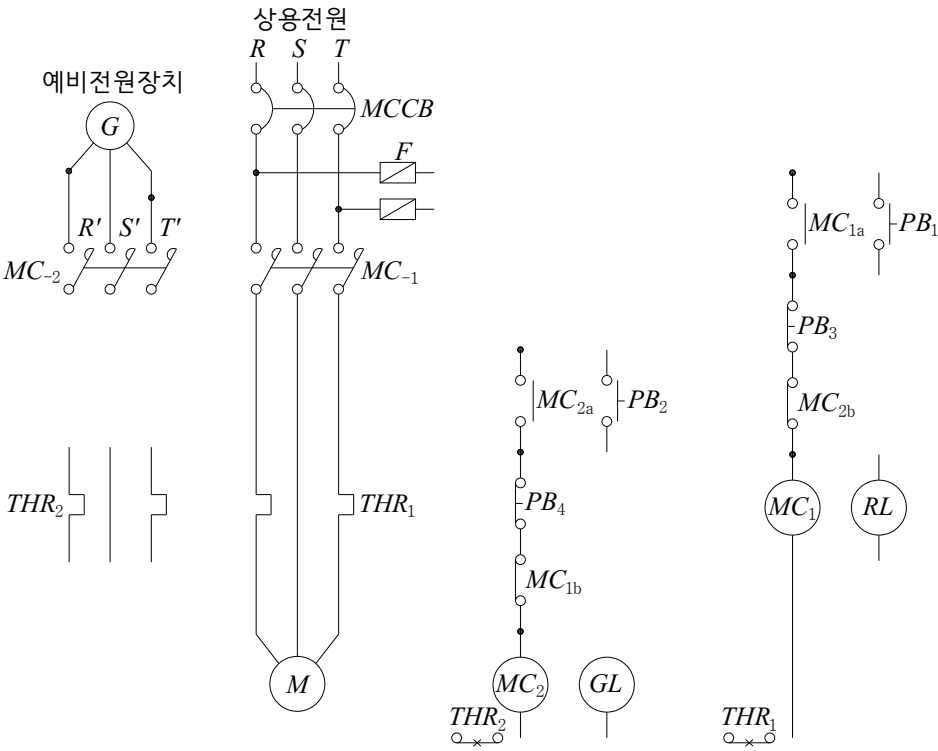 상용전원
R S T
예비전원장치
G
MCCB
F
R′ S′ T′
MC-2
MC-1
MC1a
PB1
PB3
MC2b
MC2a
PB2
THR2
THR1
PB4
MC1
RL
MC1b
M
MC2
GL
THR2
THR1